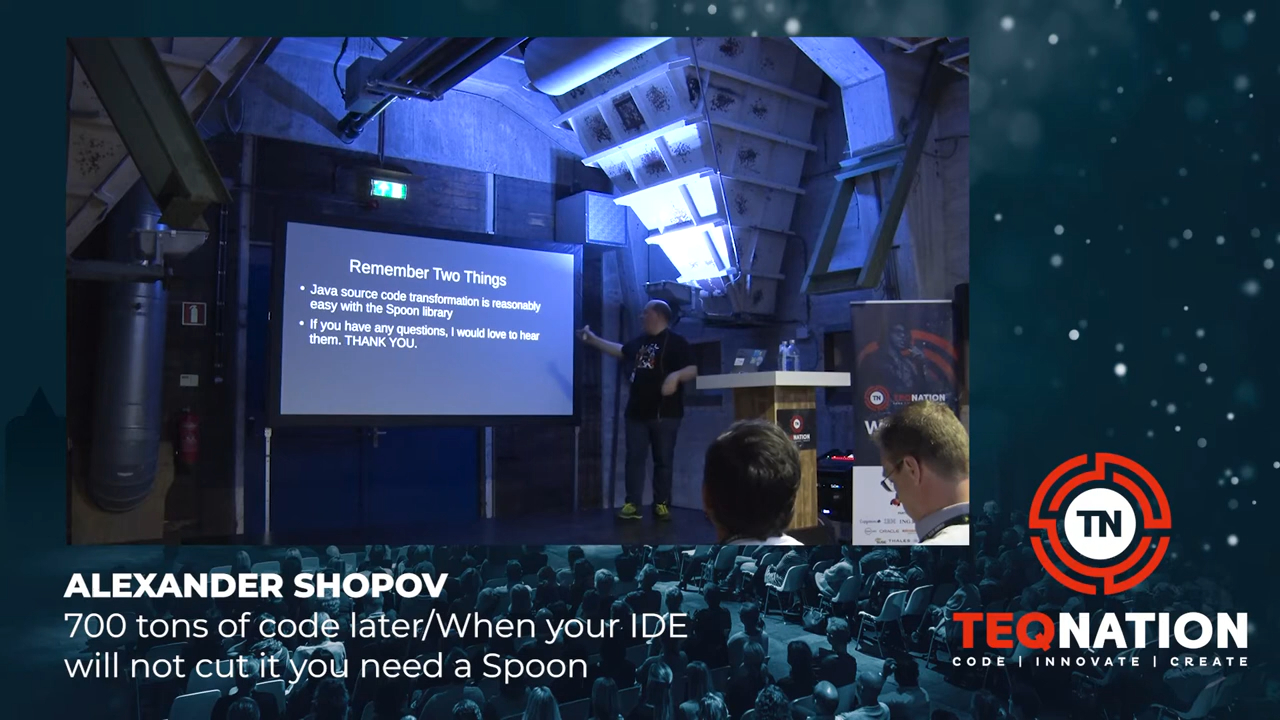 Remember Two Things
• Java source code transformation is reasonably
easy with the Spoon library
• If you have any questions, I would love to hear
them. THANK YOU.
TN
TEQNATION
TN
NATION
W
ALEXANDER SHOPOV
700 tons of code later/When your IDE
will not cut it you need a Spoon
TN
TEQNATION
CODE | INNOVATE | CREATE